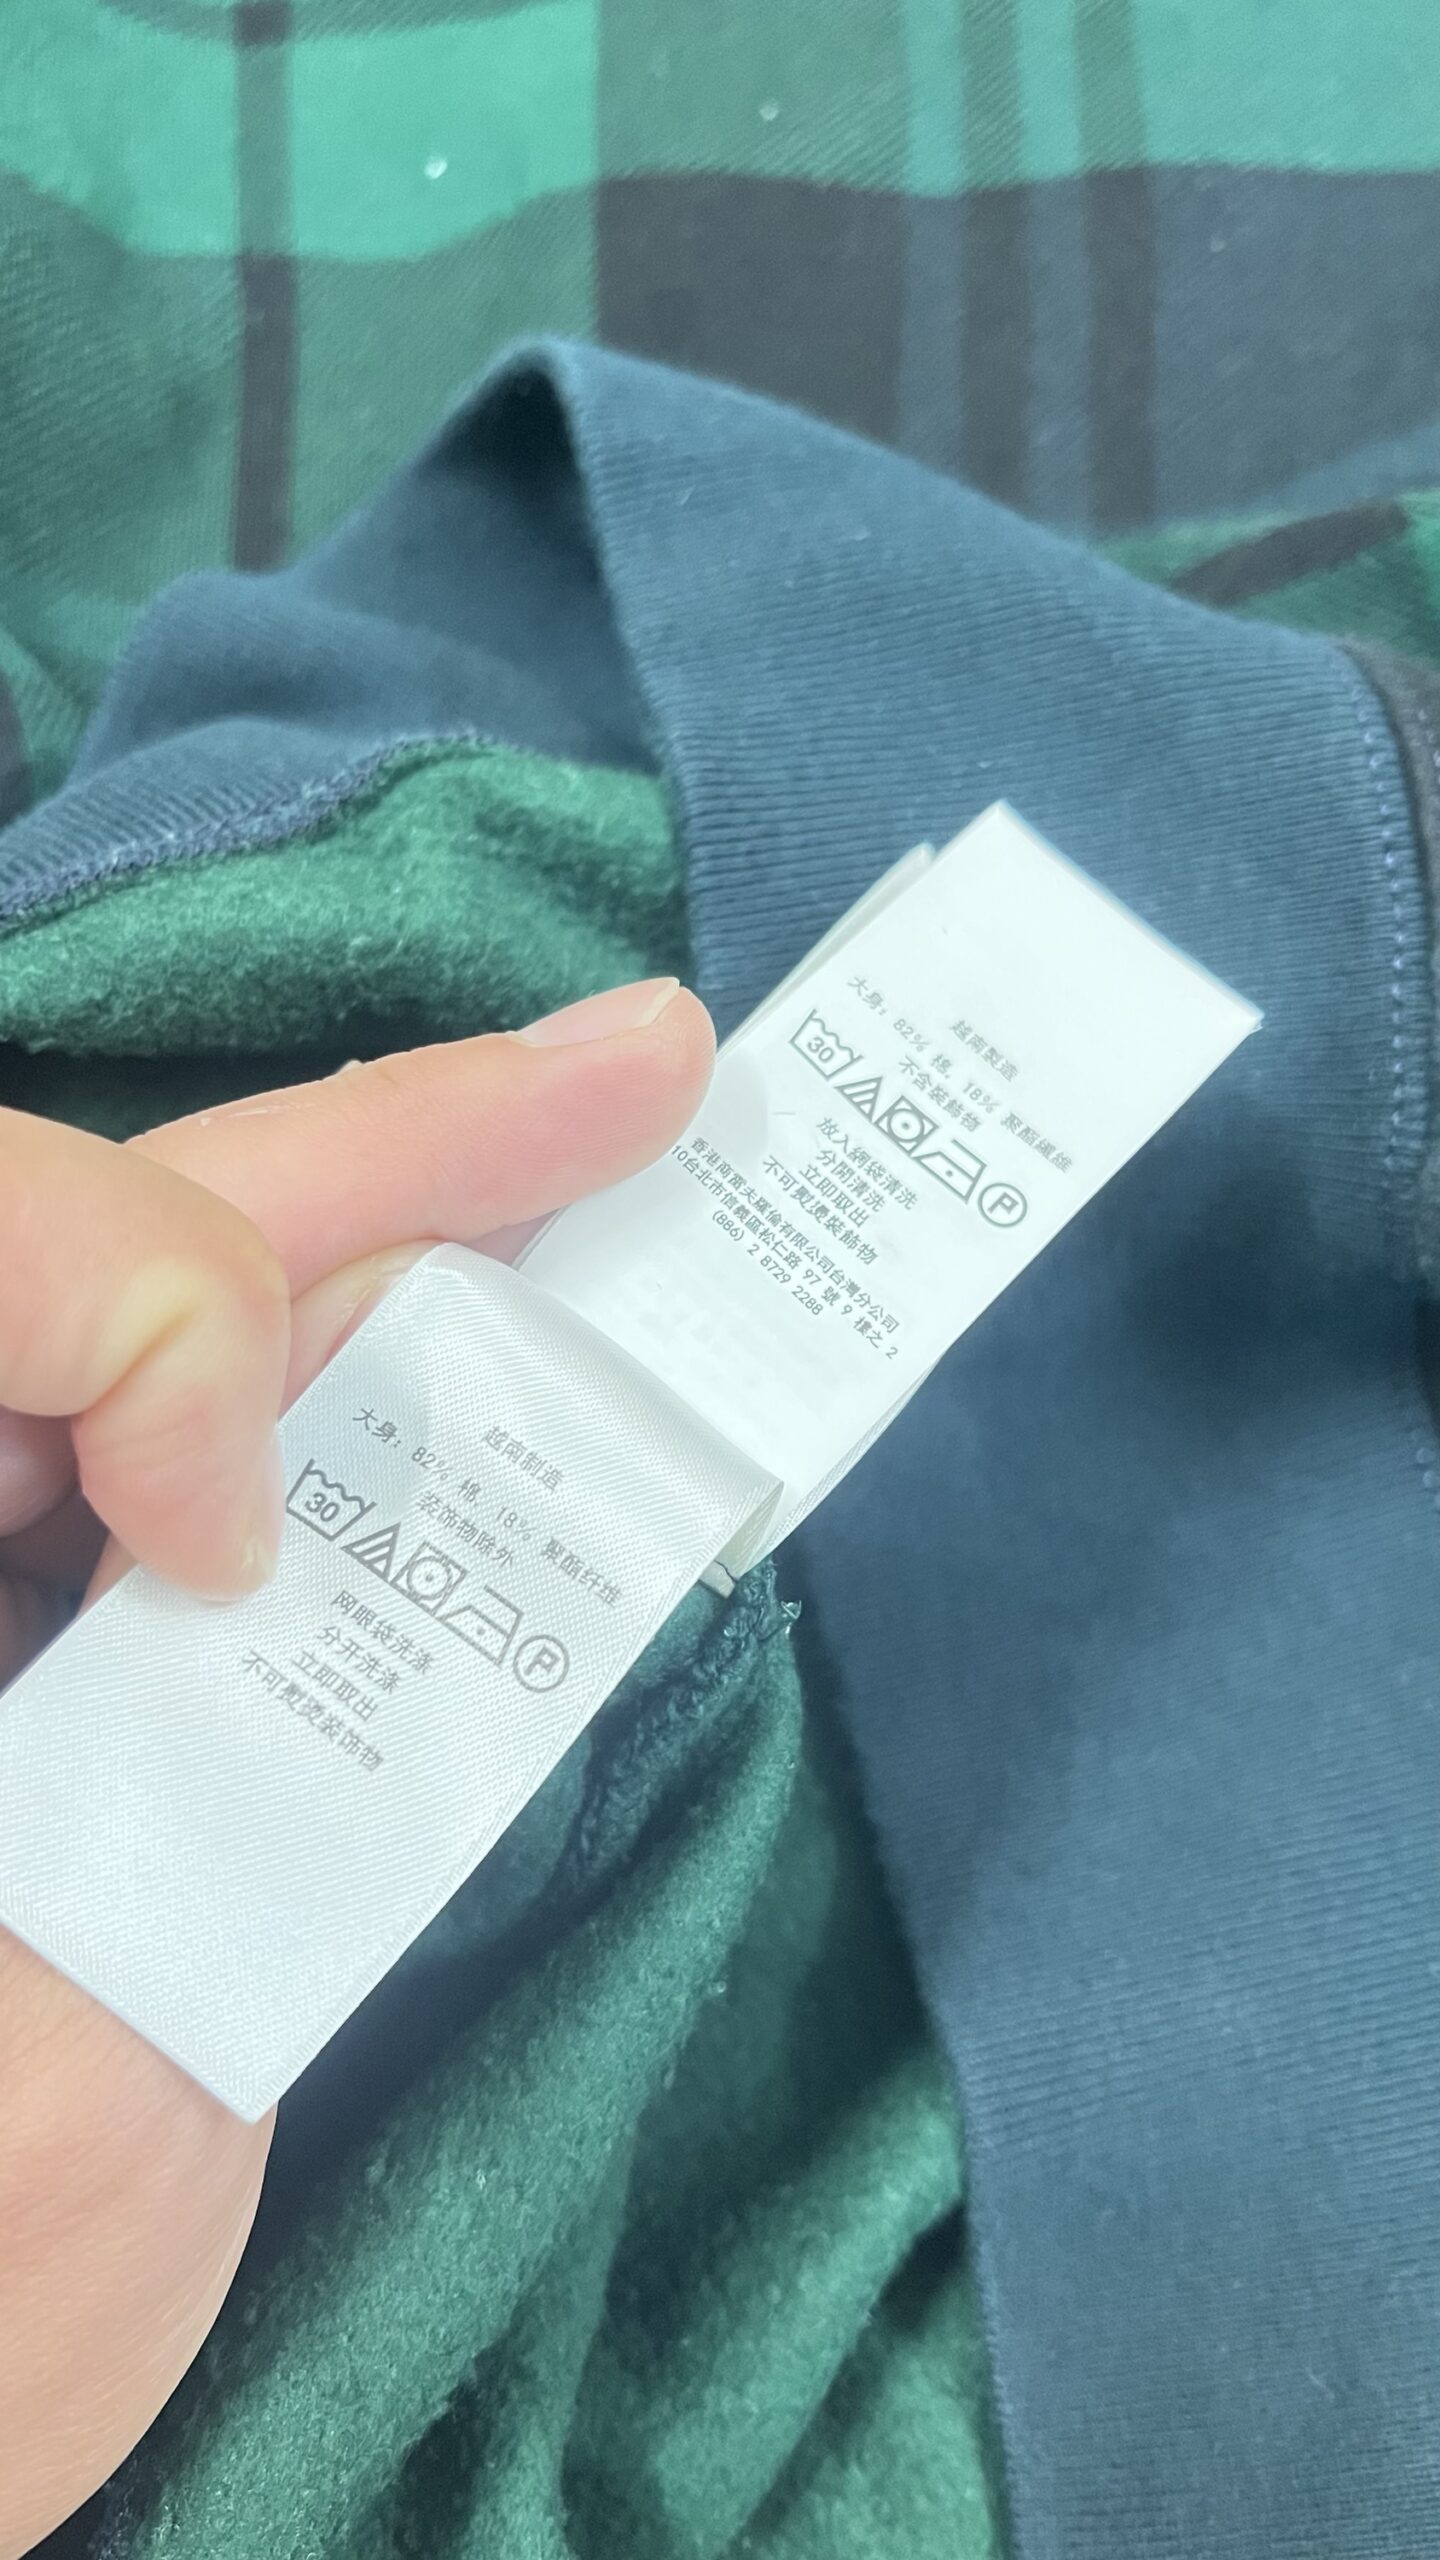 越南製造
大身: 82% 棉, 18% 聚酯纖維
不含裝飾物
30
P
放入網袋清洗
分開清洗
立即取出
不可熨燙裝飾物
香港商雷夫羅倫有限公司台灣分公司
10台北市信義區松仁路 97 號 9 樓之 2
(886) 2 8729 2288
越南制造
大身: 82% 棉, 18% 聚酯纤维
装饰物除外
30
P
网眼袋洗涤
分开洗涤
立即取出
不可熨烫装饰物